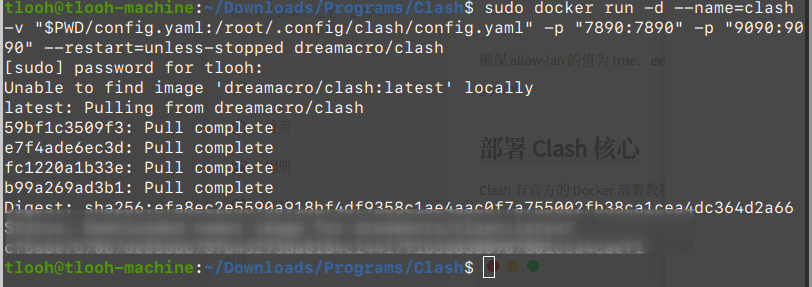 tlooh@tlooh-machine:~/Downloads/Programs/Clash$ sudo docker run -d --name=clash
-v "$PWD/config.yaml:/root/.config/clash/config.yaml" -p "7890:7890" -p "9090:90
90" --restart=unless-stopped dreamacro/clash
确保 allow-lan 的值为 true，ex
[sudo] password for tlooh:
Unable to find image 'dreamacro/clash:latest' locally
latest: Pulling from dreamacro/clash
59bf1c3509f3: Pull complete
e7f4ade6ec3d: Pull complete
部署 Clash 核心
fc1220a1b33e: Pull complete
b99a269ad3b1: Pull complete
Clash 有官方的 Docker 部署教
Digest: sha256:efa8ec2e5590a918bf4df9358c1ae4aac0f7a755002fb38ca1cea4dc364d2a66
tlooh@tlooh-machine:~/Downloads/Programs/Clash$